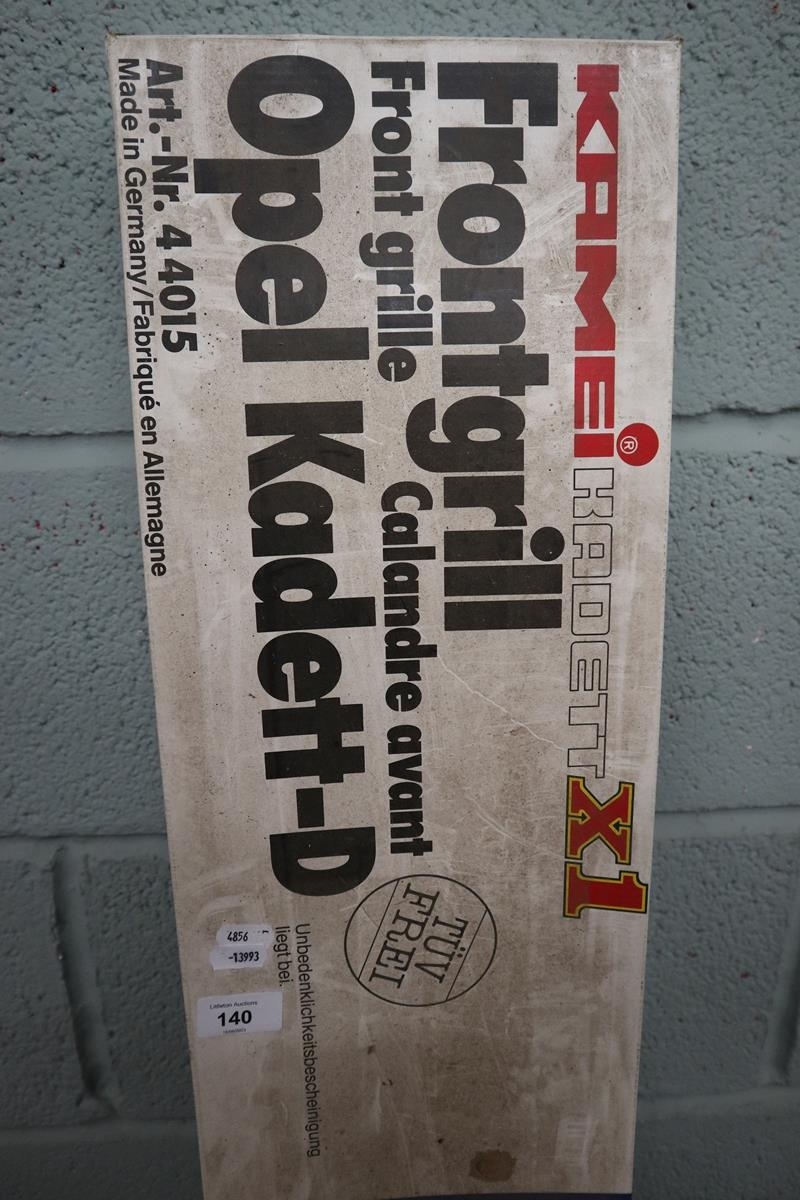 KAMEI® KADETT X1
Frontgrill
Front grille Calandre avant
Opel Kadett-D
Art.-Nr. 4 4015
Made in Germany/Fabriqué en Allemagne
TÜV
FREI
Unbedenklichkeitsbescheinigung
liegt bei.
4856
-13993
Littleton Auctions
140